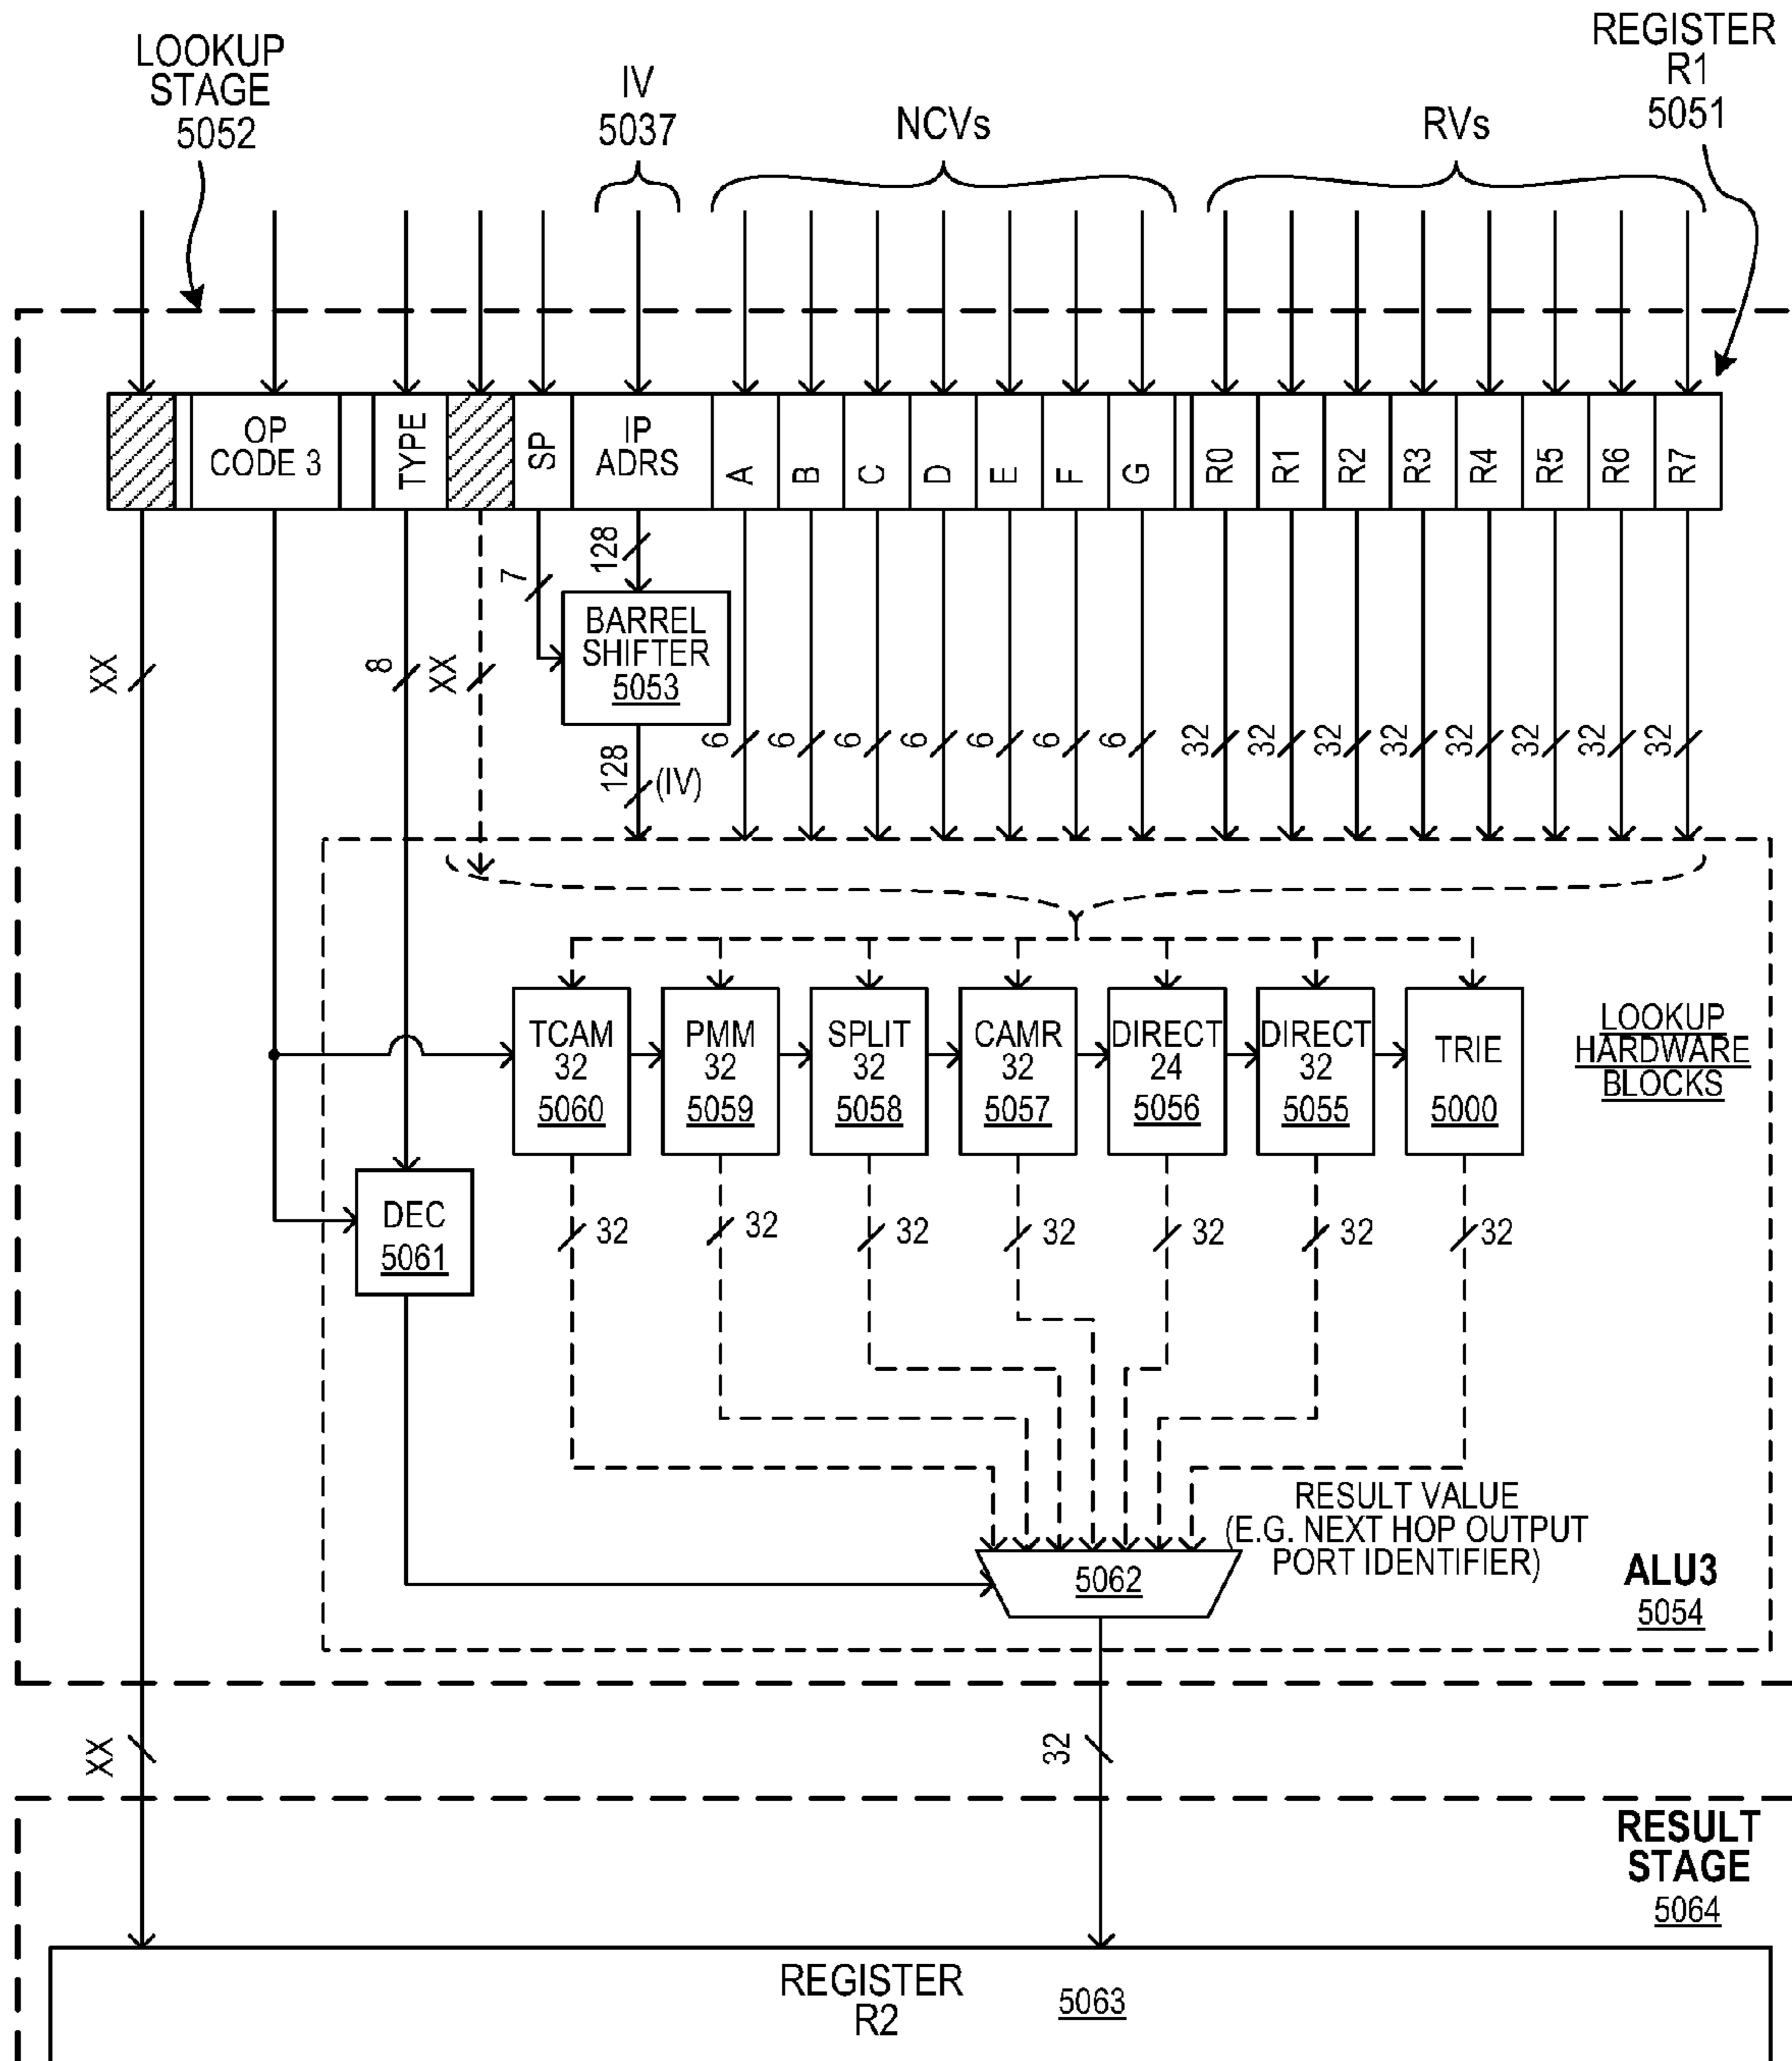 LOOKUP
STAGE
5052
IV
5037
NCVs
RVs
REGISTER
R1
5051
OP
CODE 3
TYPE
SP
IP
ADRS
A
B
C
D
E
F
G
R0
R1
R2
R3
R4
R5
R6
R7
7
128
BARREL
SHIFTER
5053
XX
8
XX
128
(IV)
6
6
6
6
6
6
6
32
32
32
32
32
32
32
32
TCAM
32
5060
PMM
32
5059
SPLIT
32
5058
CAMR
32
5057
DIRECT
24
5056
DIRECT
32
5055
TRIE
5000
LOOKUP
HARDWARE
BLOCKS
DEC
5061
32
32
32
32
32
32
32
RESULT VALUE
(E.G. NEXT HOP OUTPUT
PORT IDENTIFIER)
5062
ALU3
5054
XX
32
RESULT
STAGE
5064
REGISTER
R2
5063